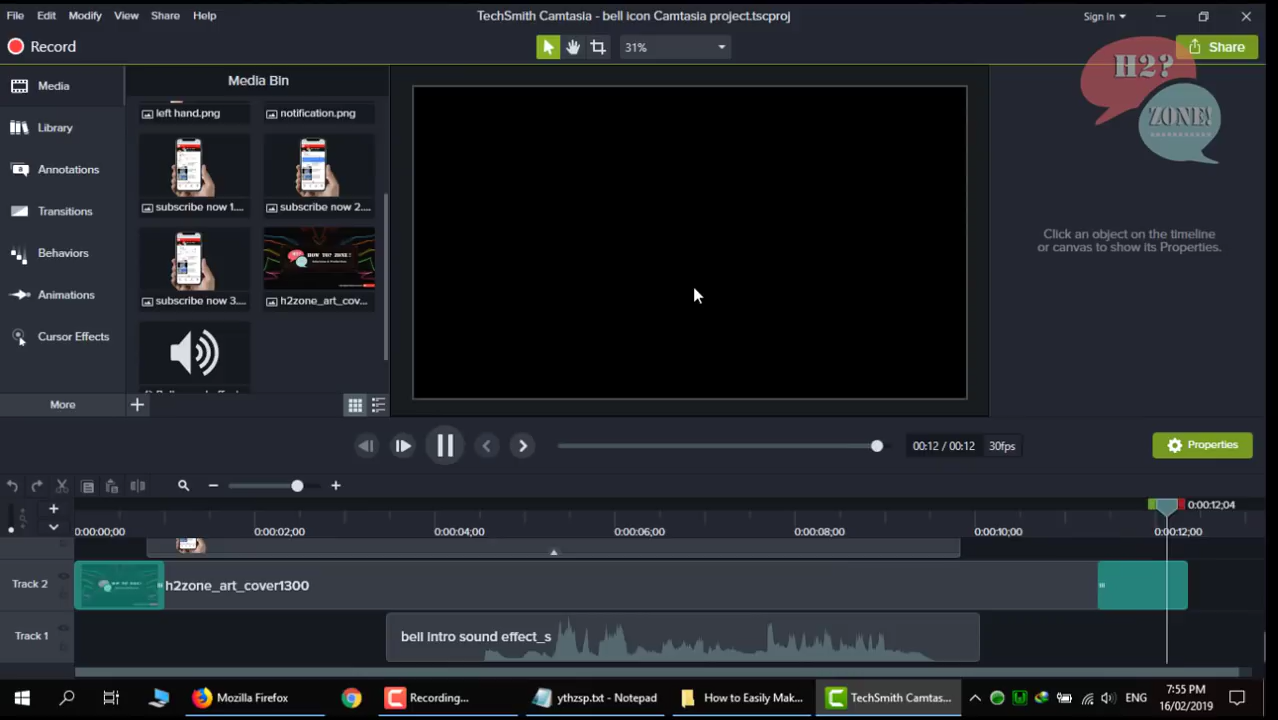 File Edit Modify View Share Help
TechSmith Camtasia - bell icon Camtasia project.tscproj
Sign In
Record
31%
Share
H2?
ZONE!
Media
Library
Annotations
Transitions
Behaviors
Animations
Cursor Effects
More
Media Bin
left hand.png
notification.png
subscribe now 1....
subscribe now 2....
subscribe now 3....
HOW TO? ZONE!!
h2zone_art_cov...
Click an object on the timeline
or canvas to show its Properties.
00:12 / 00:12
30fps
Properties
0:00:12;04
0:00:00;00
0:00:02;00
0:00:04;00
0:00:06;00
0:00:08;00
0:00:10;00
0:00:12;00
Track 2
h2zone_art_cover1300
Track 1
bell intro sound effect_s
Mozilla Firefox
Recording...
ythzsp.txt - Notepad
How to Easily Mak...
TechSmith Camtas...
ENG
7:55 PM
16/02/2019